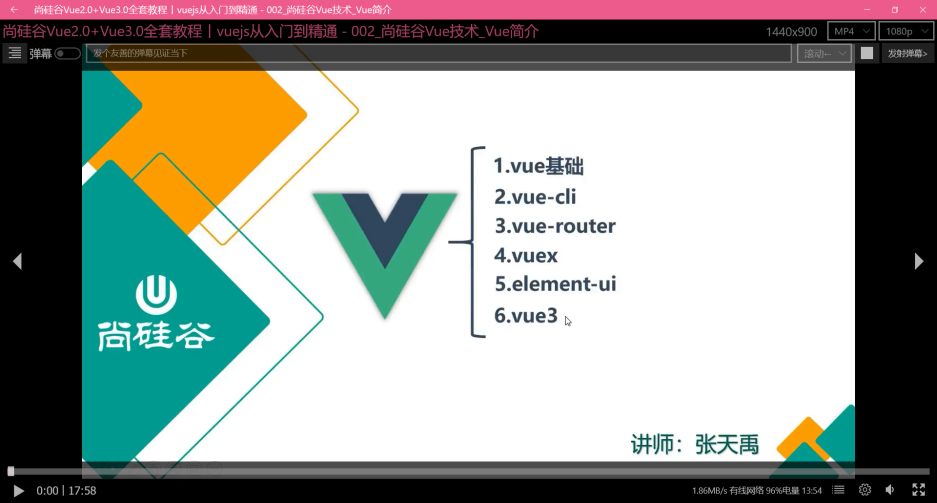 尚硅谷Vue2.0+Vue3.0全套教程丨vuejs从入门到精通 - 002_尚硅谷Vue技术_Vue简介
尚硅谷Vue2.0+Vue3.0全套教程丨vuejs从入门到精通 - 002_尚硅谷Vue技术_Vue简介
1440x900 MP4 1080p
弹幕 发个友善的弹幕见证当下 滚动-- 发射弹幕>
1.vue基础
2.vue-cli
3.vue-router
4.vuex
5.element-ui
6.vue3
尚硅谷
讲师：张天禹
0:00 | 17:58
1.86MB/s 有线网络 96%电量 13:54